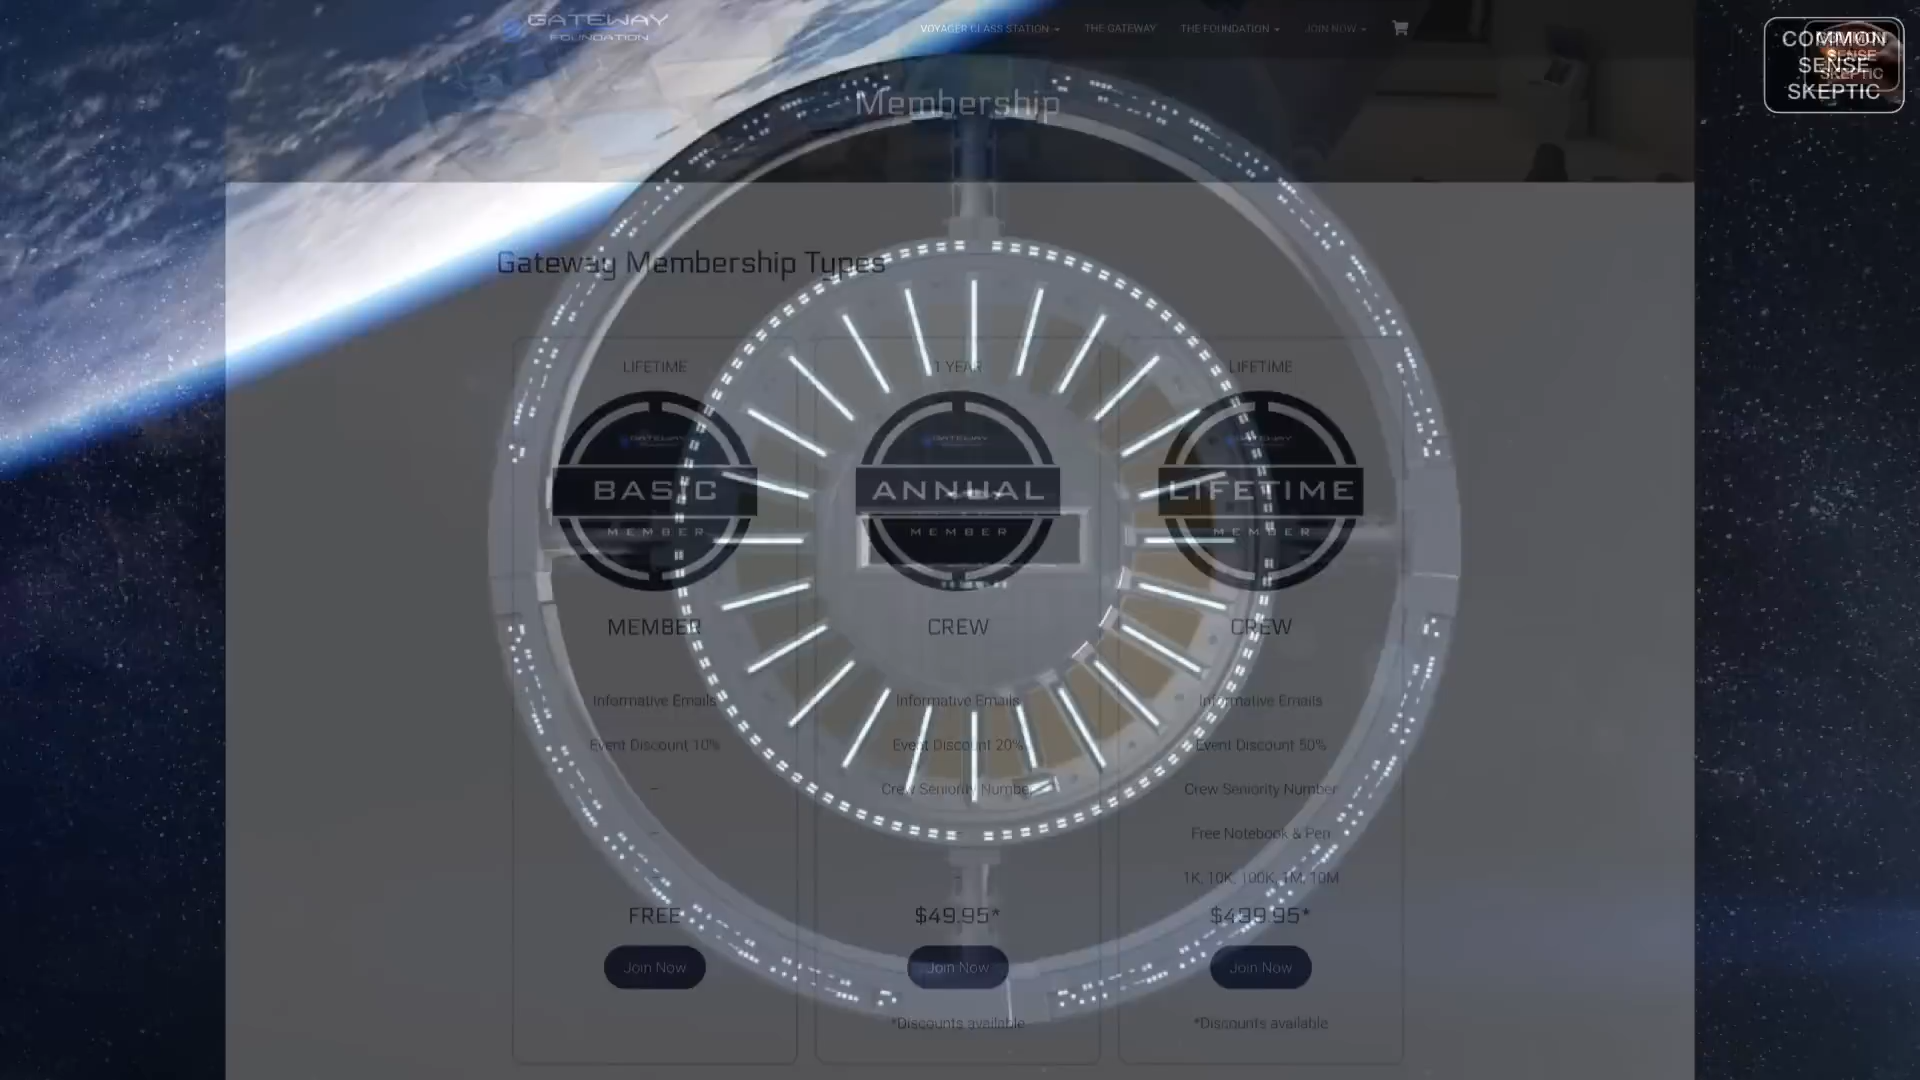 GATEWAY
FOUNDATION
VOYAGER CLASS STATION
THE GATEWAY
THE FOUNDATION
JOIN NOW
COMMON
SENSE
SKEPTIC
Membership
Gateway Membership Types
LIFETIME
BASIC
MEMBER
MEMBER
Informative Emails
Event Discount 10%
–
–
FREE
Join Now
1 YEAR
ANNUAL
MEMBER
CREW
Informative Emails
Event Discount 20%
Crew Seniority Number
–
–
$49.95*
Join Now
*Discounts available
LIFETIME
LIFETIME
MEMBER
CREW
Informative Emails
Event Discount 50%
Crew Seniority Number
Free Notebook & Pen
1K, 10K, 100K, 1M, 10M
Join Now
*Discounts available